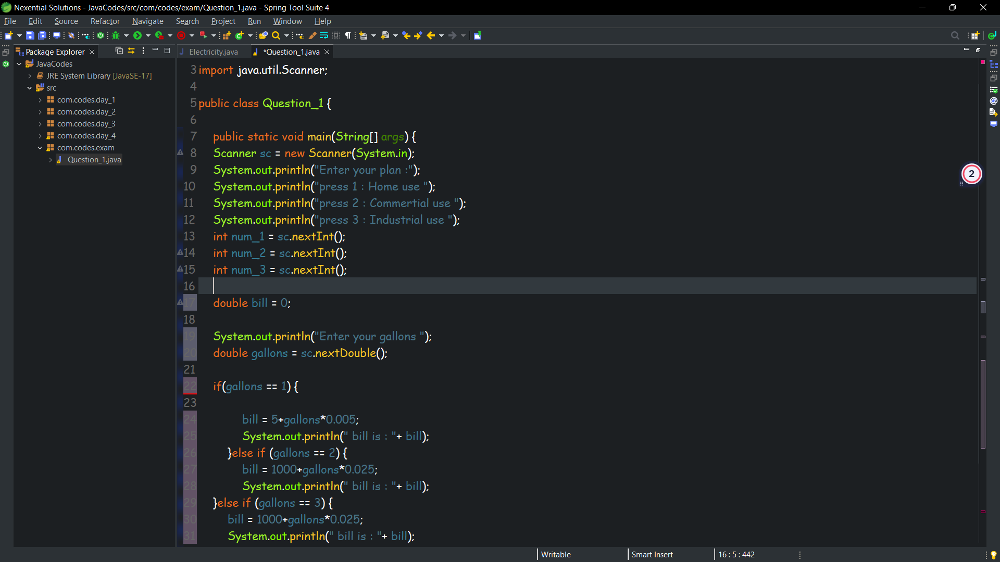 Nexential Solutions - JavaCodes/src/com/codes/exam/Question_1.java - Spring Tool Suite 4
File Edit Source Refactor Navigate Search Project Run Window Help
Package Explorer
JavaCodes
JRE System Library [JavaSE-17]
src
com.codes.day_1
com.codes.day_2
com.codes.day_3
com.codes.day_4
com.codes.exam
Question_1.java
Electricity.java *Question_1.java
3 import java.util.Scanner;
4
5 public class Question_1 {
6
7 public static void main(String[] args) {
8 Scanner sc = new Scanner(System.in);
9 System.out.println("Enter your plan :");
10 System.out.println("press 1 : Home use ");
11 System.out.println("press 2 : Commertial use ");
12 System.out.println("press 3 : Industrial use ");
13 int num_1 = sc.nextInt();
14 int num_2 = sc.nextInt();
15 int num_3 = sc.nextInt();
16
17 double bill = 0;
18
19 System.out.println("Enter your gallons ");
20 double gallons = sc.nextDouble();
21
22 if(gallons == 1) {
23
24 bill = 5+gallons*0.005;
25 System.out.println(" bill is : "+ bill);
26 }else if (gallons == 2) {
27 bill = 1000+gallons*0.025;
28 System.out.println(" bill is : "+ bill);
29 }else if (gallons == 3) {
30 bill = 1000+gallons*0.025;
31 System.out.println(" bill is : "+ bill);
2
Writable Smart Insert 16 : 5 : 442